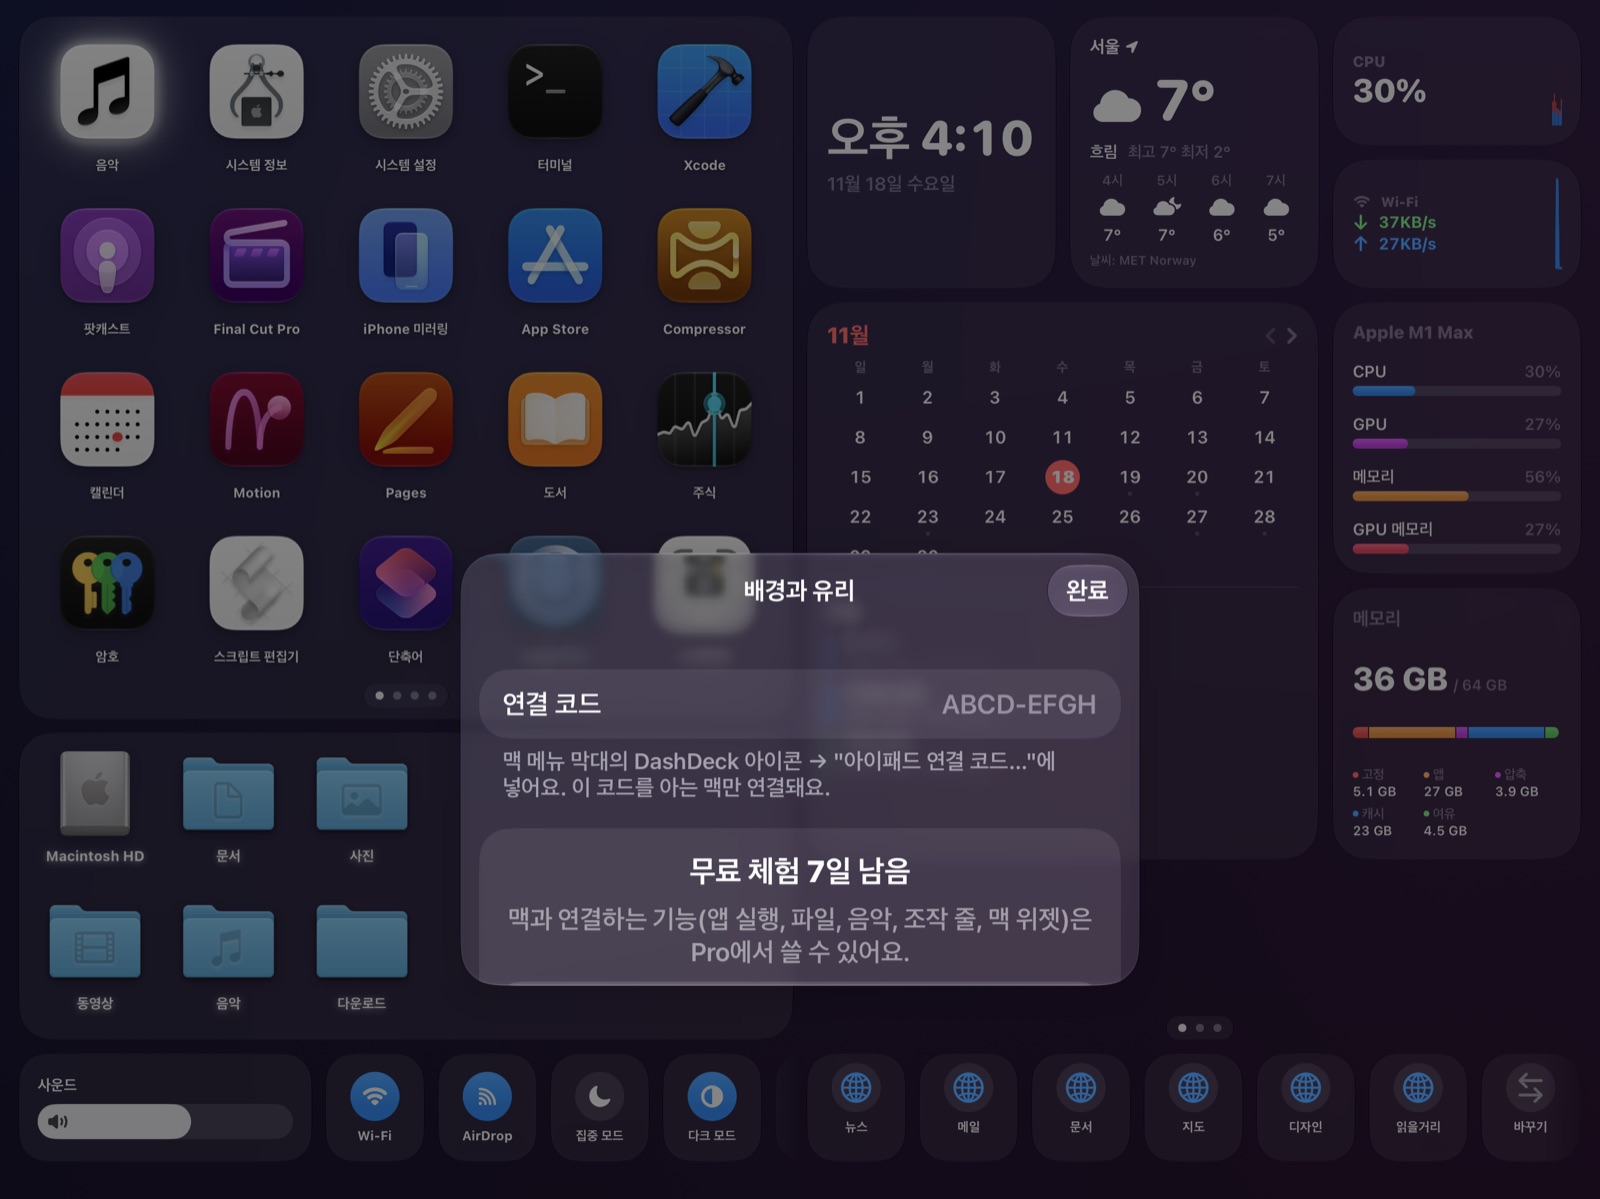 음악
시스템 정보
시스템 설정
터미널
Xcode
팟캐스트
Final Cut Pro
iPhone 미러링
App Store
Compressor
캘린더
Motion
Pages
도서
주식
암호
스크립트 편집기
단축어
Macintosh HD
문서
사진
동영상
음악
다운로드
오후 4:10
11월 18일 수요일
서울
7°
흐림 최고 7° 최저 2°
4시 5시 6시 7시
7° 7° 6° 5°
날씨: MET Norway
CPU
30%
Wi-Fi
37KB/s
27KB/s
11월
일 월 화 수 목 금 토
1 2 3 4 5 6 7
8 9 10 11 12 13 14
15 16 17 18 19 20 21
22 23 24 25 26 27 28
Apple M1 Max
CPU 30%
GPU 27%
메모리 56%
GPU 메모리 27%
메모리
36 GB / 64 GB
고정 앱 압축
5.1 GB 27 GB 3.9 GB
캐시 여유
23 GB 4.5 GB
배경과 유리
완료
연결 코드 ABCD-EFGH
맥 메뉴 막대의 DashDeck 아이콘 → "아이패드 연결 코드..."에
넣어요. 이 코드를 아는 맥만 연결돼요.
무료 체험 7일 남음
맥과 연결하는 기능(앱 실행, 파일, 음악, 조작 줄, 맥 위젯)은
Pro에서 쓸 수 있어요.
사운드
Wi-Fi
AirDrop
집중 모드
다크 모드
뉴스
메일
문서
지도
디자인
읽을거리
바꾸기